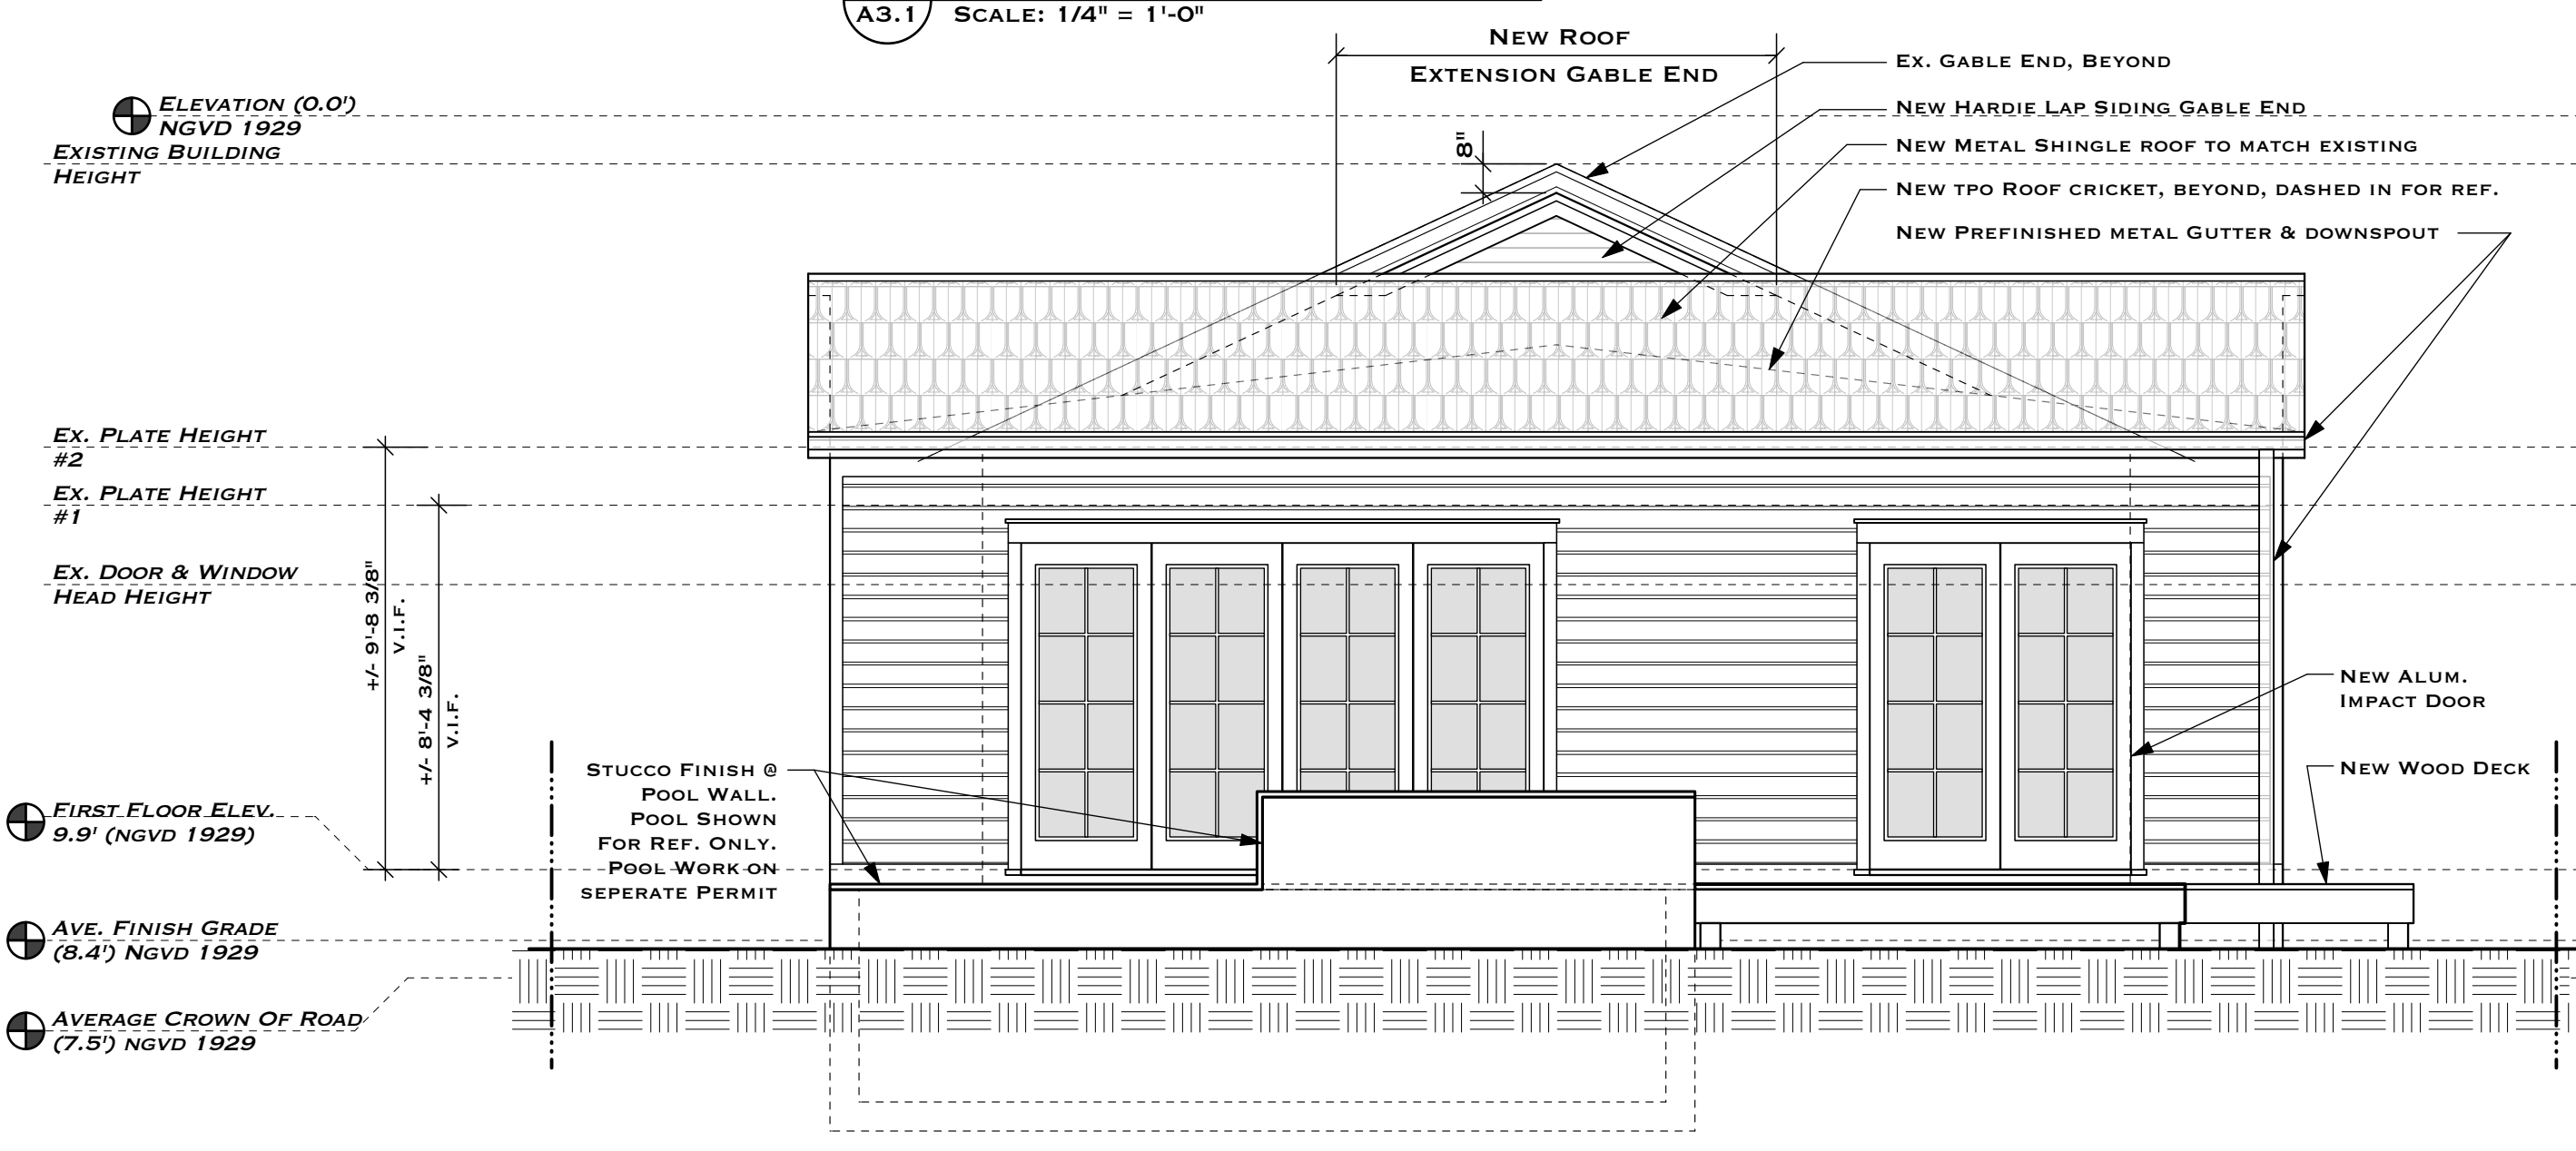 A3.1
Scale: 1/4" = 1'-0"
New Roof
Extension Gable End
Ex. Gable End, Beyond
New Hardie Lap Siding Gable End
New Metal Shingle roof to match existing
New tpo Roof cricket, beyond, dashed in for ref.
New Prefinished metal Gutter & downspout
8"
Elevation (0.0')
NGVD 1929
Existing Building
Height
Ex. Plate Height
#2
Ex. Plate Height
#1
Ex. Door & Window
Head Height
+/- 9'-8 3/8"
V.I.F.
+/- 8'-4 3/8"
V.I.F.
First Floor Elev.
9.9' (NGVD 1929)
Ave. Finish Grade
(8.4') Ngvd 1929
Average Crown Of Road
(7.5') NGVD 1929
Stucco Finish @
Pool Wall.
Pool Shown
For Ref. Only.
Pool Work on
seperate Permit
New Alum.
Impact Door
New Wood Deck